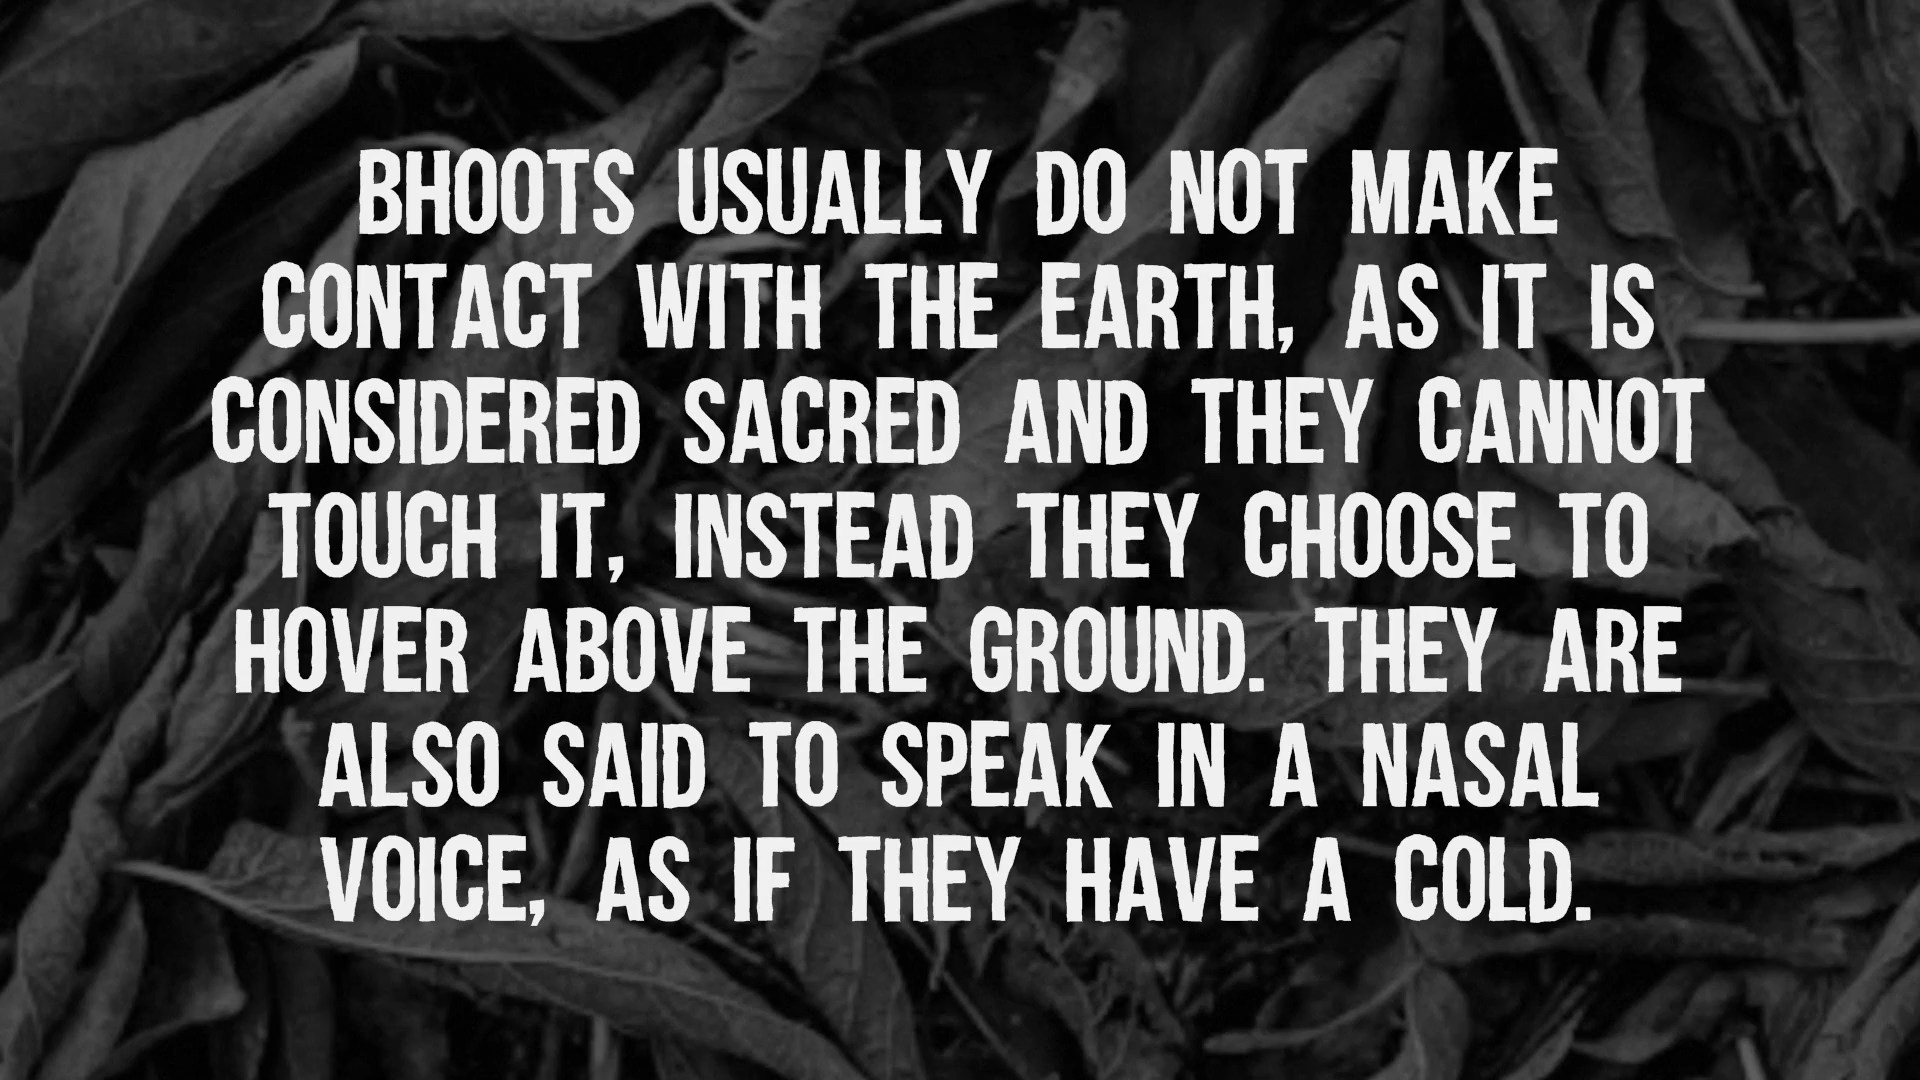 BHOOTS USUALLY DO NOT MAKE
CONTACT WITH THE EARTH, AS IT IS
CONSIDERED SACRED AND THEY CANNOT
TOUCH IT, INSTEAD THEY CHOOSE TO
HOVER ABOVE THE GROUND. THEY ARE
ALSO SAID TO SPEAK IN A NASAL
VOICE, AS IF THEY HAVE A COLD.